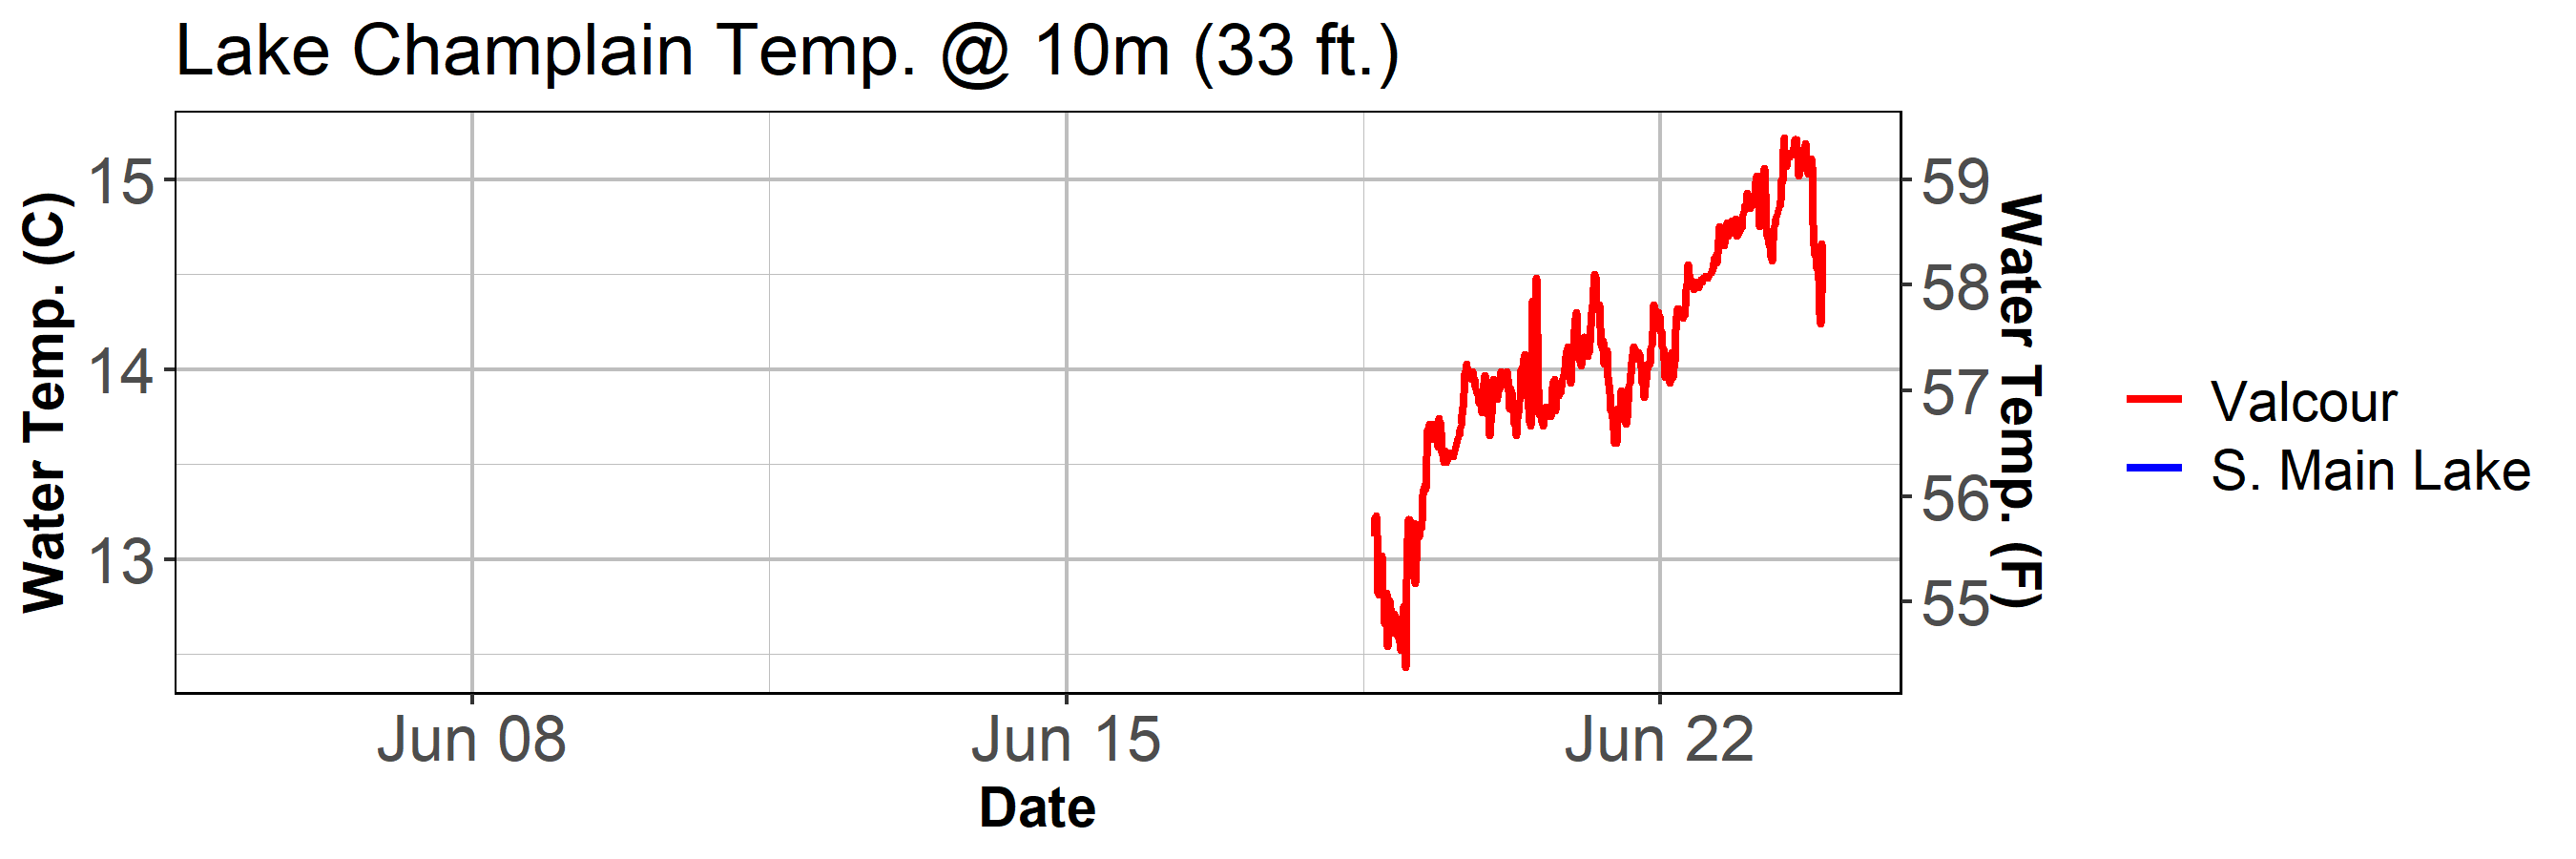 Lake Champlain Temp. @ 10m (33 ft.)
Water Temp. (C)
15
14
13
59
58
57
56
55
Water Temp. (F)
Jun 08
Jun 15
Jun 22
Date
Valcour
S. Main Lake